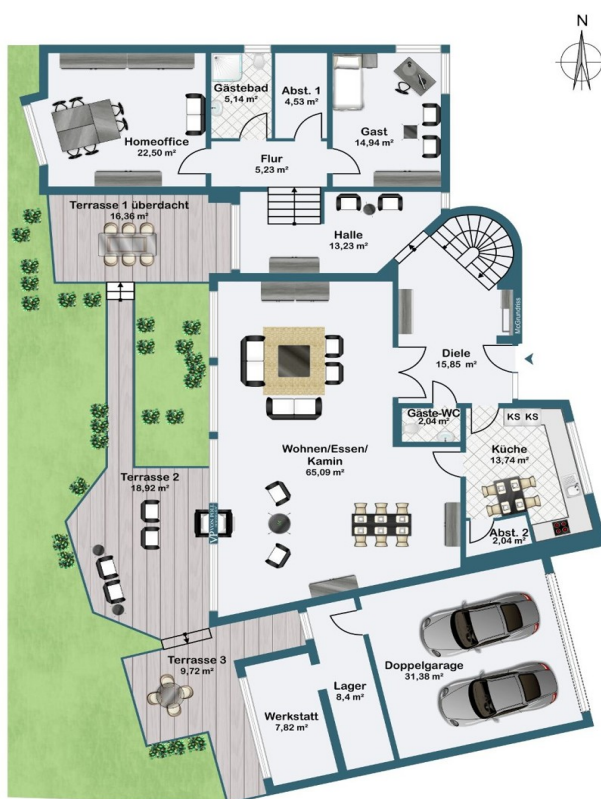 N
Gästebad
5,14 m²
Abst. 1
4,53 m²
Homeoffice
22,50 m²
Gast
14,94 m²
Flur
5,23 m²
Terrasse 1 überdacht
16,36 m²
Halle
13,23 m²
McGrundriss
Diele
15,85 m²
Gäste-WC
2,04 m²
KS KS
Küche
13,74 m²
Wohnen/Essen/
Kamin
65,09 m²
Terrasse 2
18,92 m²
Abst. 2
2,04 m²
Terrasse 3
9,72 m²
Doppelgarage
31,38 m²
Lager
8,4 m²
Werkstatt
7,82 m²